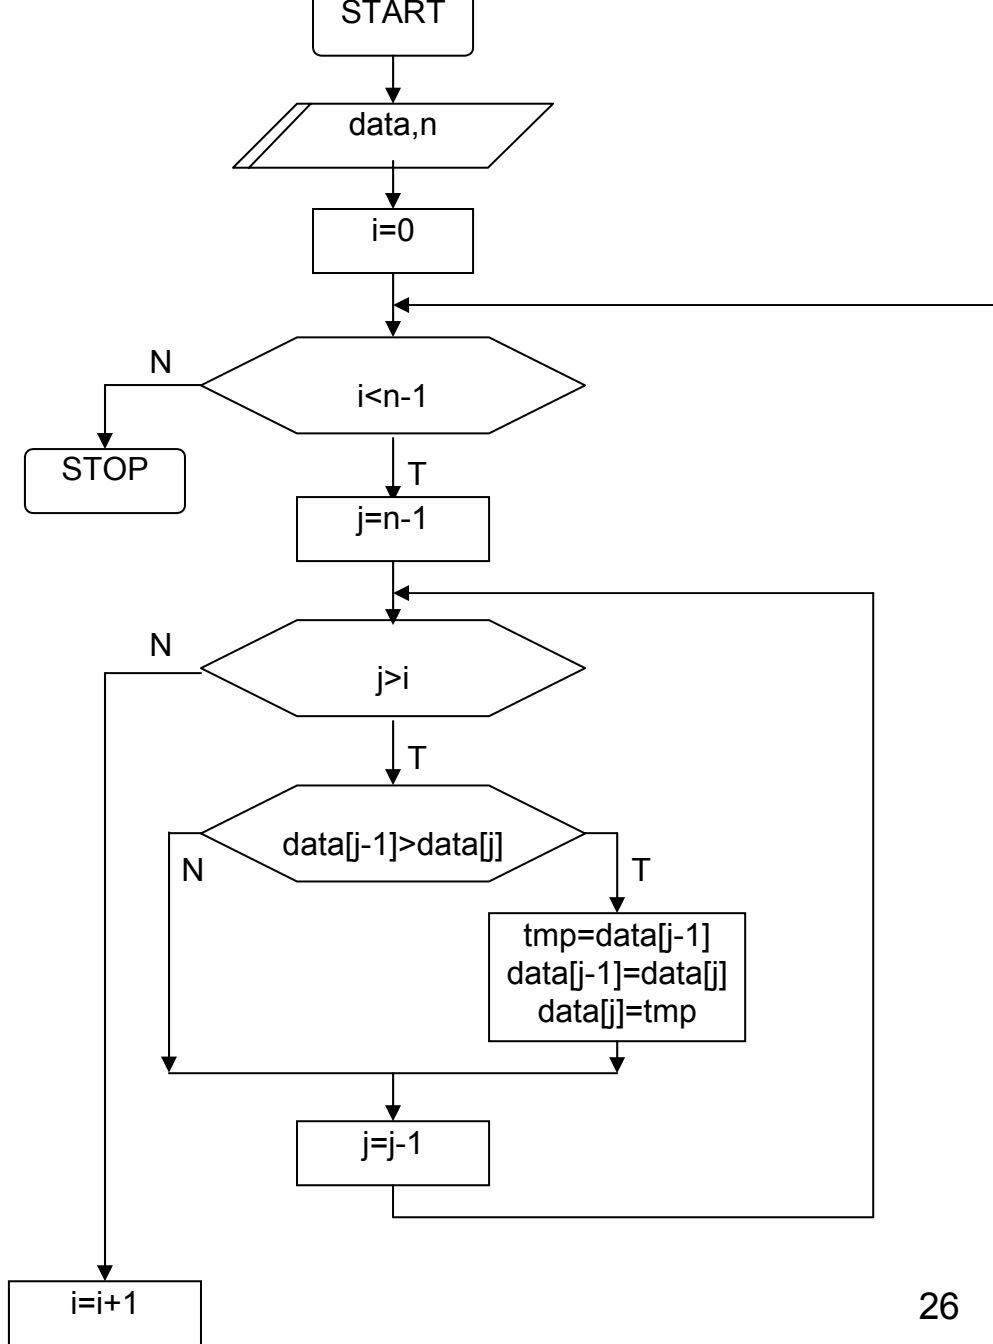 START
data,n
i=0
N
i<n-1
STOP
T
j=n-1
N
j>i
T
data[j-1]>data[j]
N
T
tmp=data[j-1]
data[j-1]=data[j]
data[j]=tmp
j=j-1
i=i+1
26